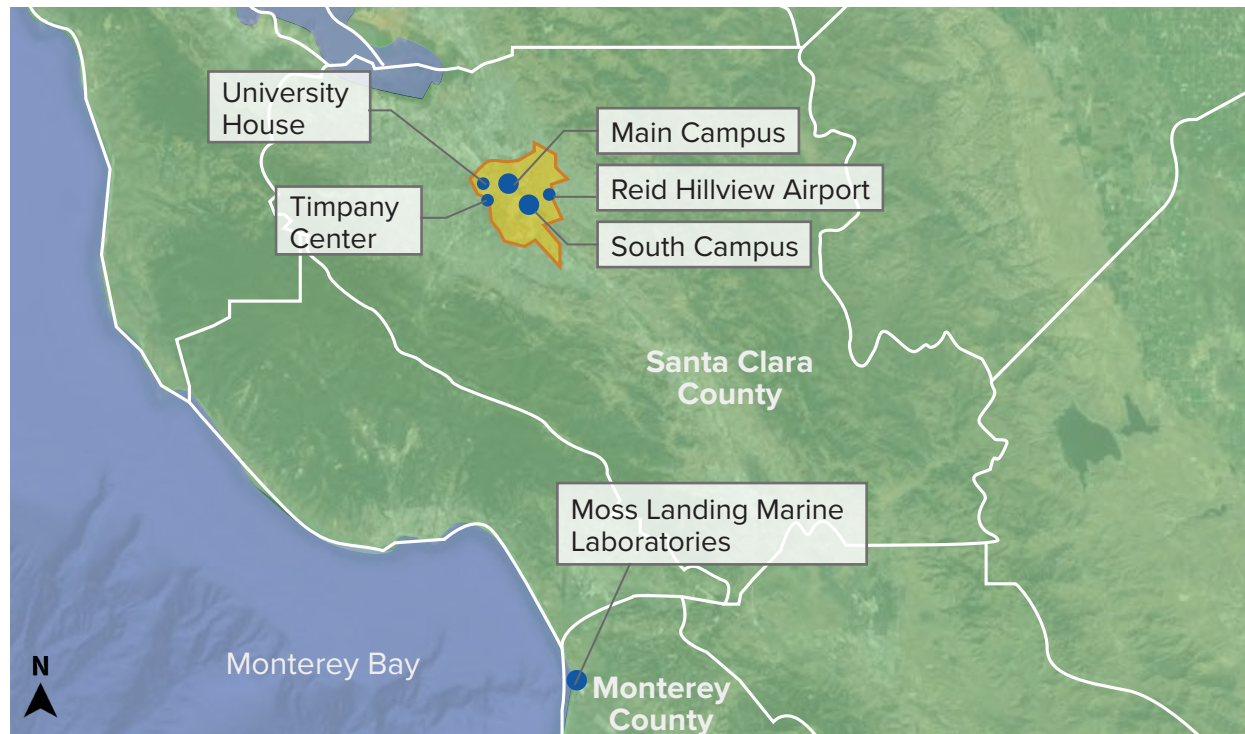 University
House
Main Campus
Reid Hillview Airport
Timpany
Center
South Campus
Santa Clara
County
Moss Landing Marine
Laboratories
Monterey Bay
N
Monterey
County